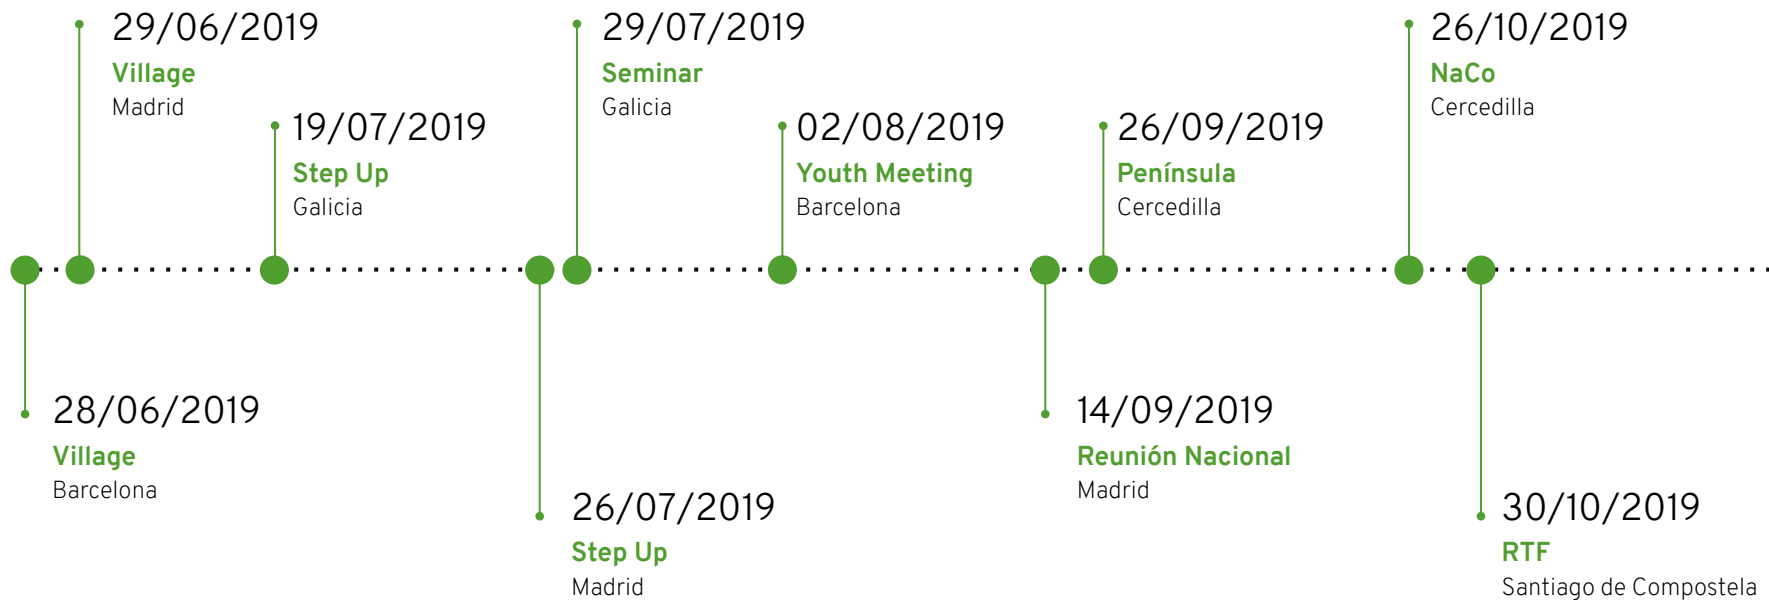 29/06/2019
Village
Madrid
29/07/2019
Seminar
Galicia
26/10/2019
NaCo
Cercedilla
19/07/2019
Step Up
Galicia
02/08/2019
Youth Meeting
Barcelona
26/09/2019
Península
Cercedilla
28/06/2019
Village
Barcelona
14/09/2019
Reunión Nacional
Madrid
26/07/2019
Step Up
Madrid
30/10/2019
RTF
Santiago de Compostela